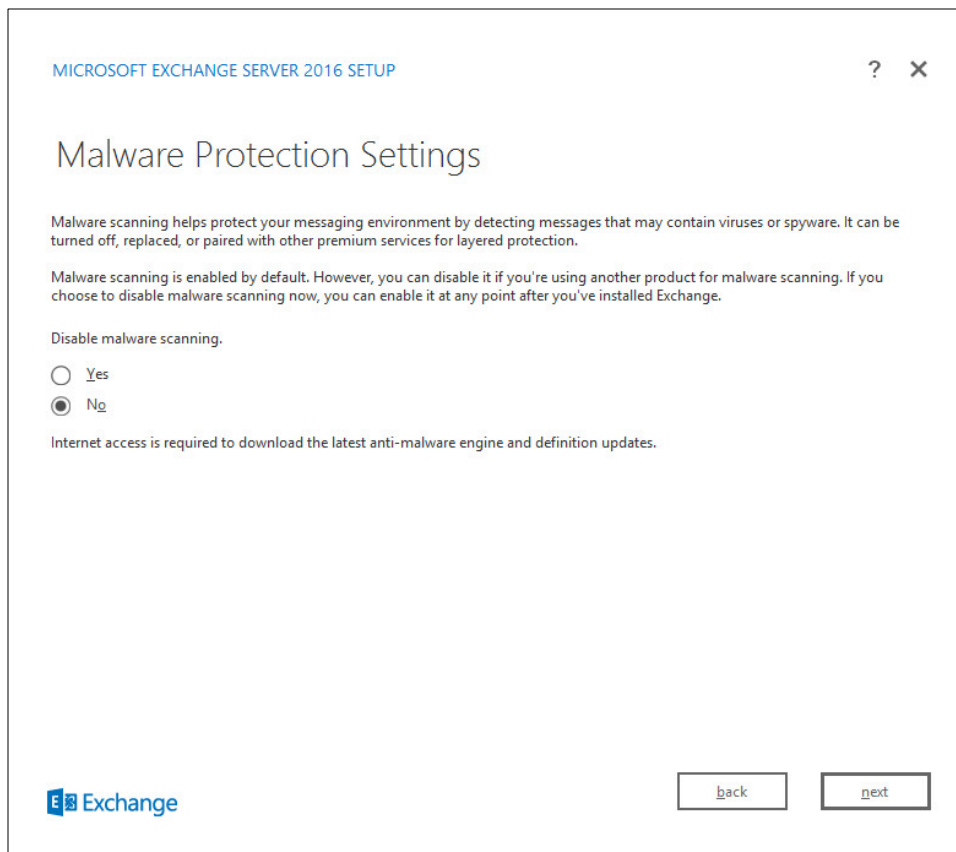 MICROSOFT EXCHANGE SERVER 2016 SETUP
?
Malware Protection Settings
Malware scanning helps protect your messaging environment by detecting messages that may contain viruses or spyware. It can be
turned off, replaced, or paired with other premium services for layered protection.
Malware scanning is enabled by default. However, you can disable it if you're using another product for malware scanning. If you
choose to disable malware scanning now, you can enable it at any point after you've installed Exchange.
Disable malware scanning.
Yes
No
Internet access is required to download the latest anti-malware engine and definition updates.
E Exchange
back
next